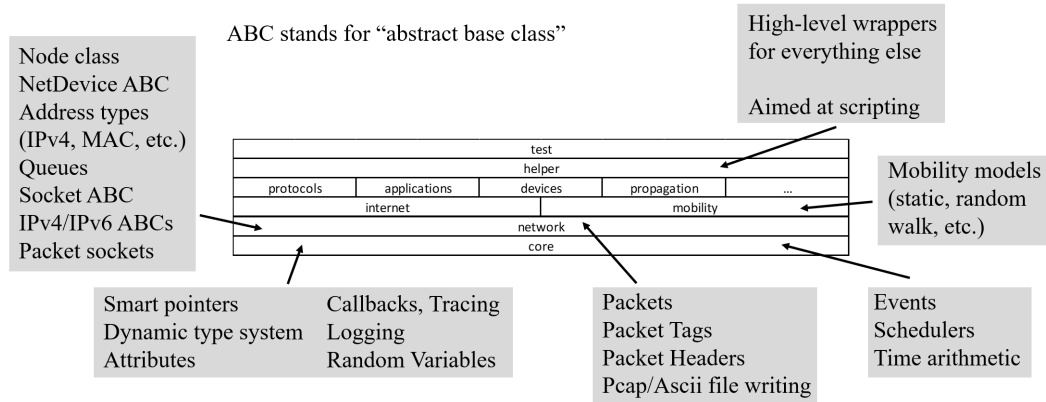 ABC stands for “abstract base class”
Node class
NetDevice ABC
Address types
(IPv4, MAC, etc.)
Queues
Socket ABC
IPv4/IPv6 ABCs
Packet sockets
High-level wrappers
for everything else
Aimed at scripting
test
helper
protocols applications devices propagation ...
internet mobility
network
core
Mobility models
(static, random
walk, etc.)
Smart pointers Callbacks, Tracing
Dynamic type system Logging
Attributes Random Variables
Packets
Packet Tags
Packet Headers
Pcap/Ascii file writing
Events
Schedulers
Time arithmetic